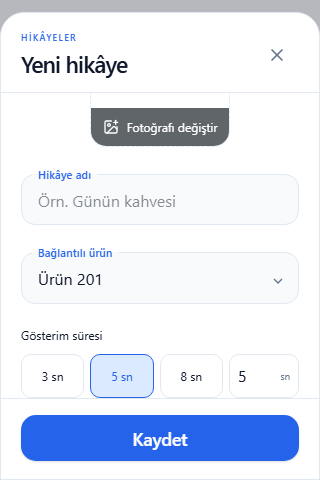 HİKÂYELER
Yeni hikâye
Fotoğrafı değiştir
Hikâye adı
Örn. Günün kahvesi
Bağlantılı ürün
Ürün 201
Gösterim süresi
3 sn
5 sn
8 sn
5 sn
Kaydet